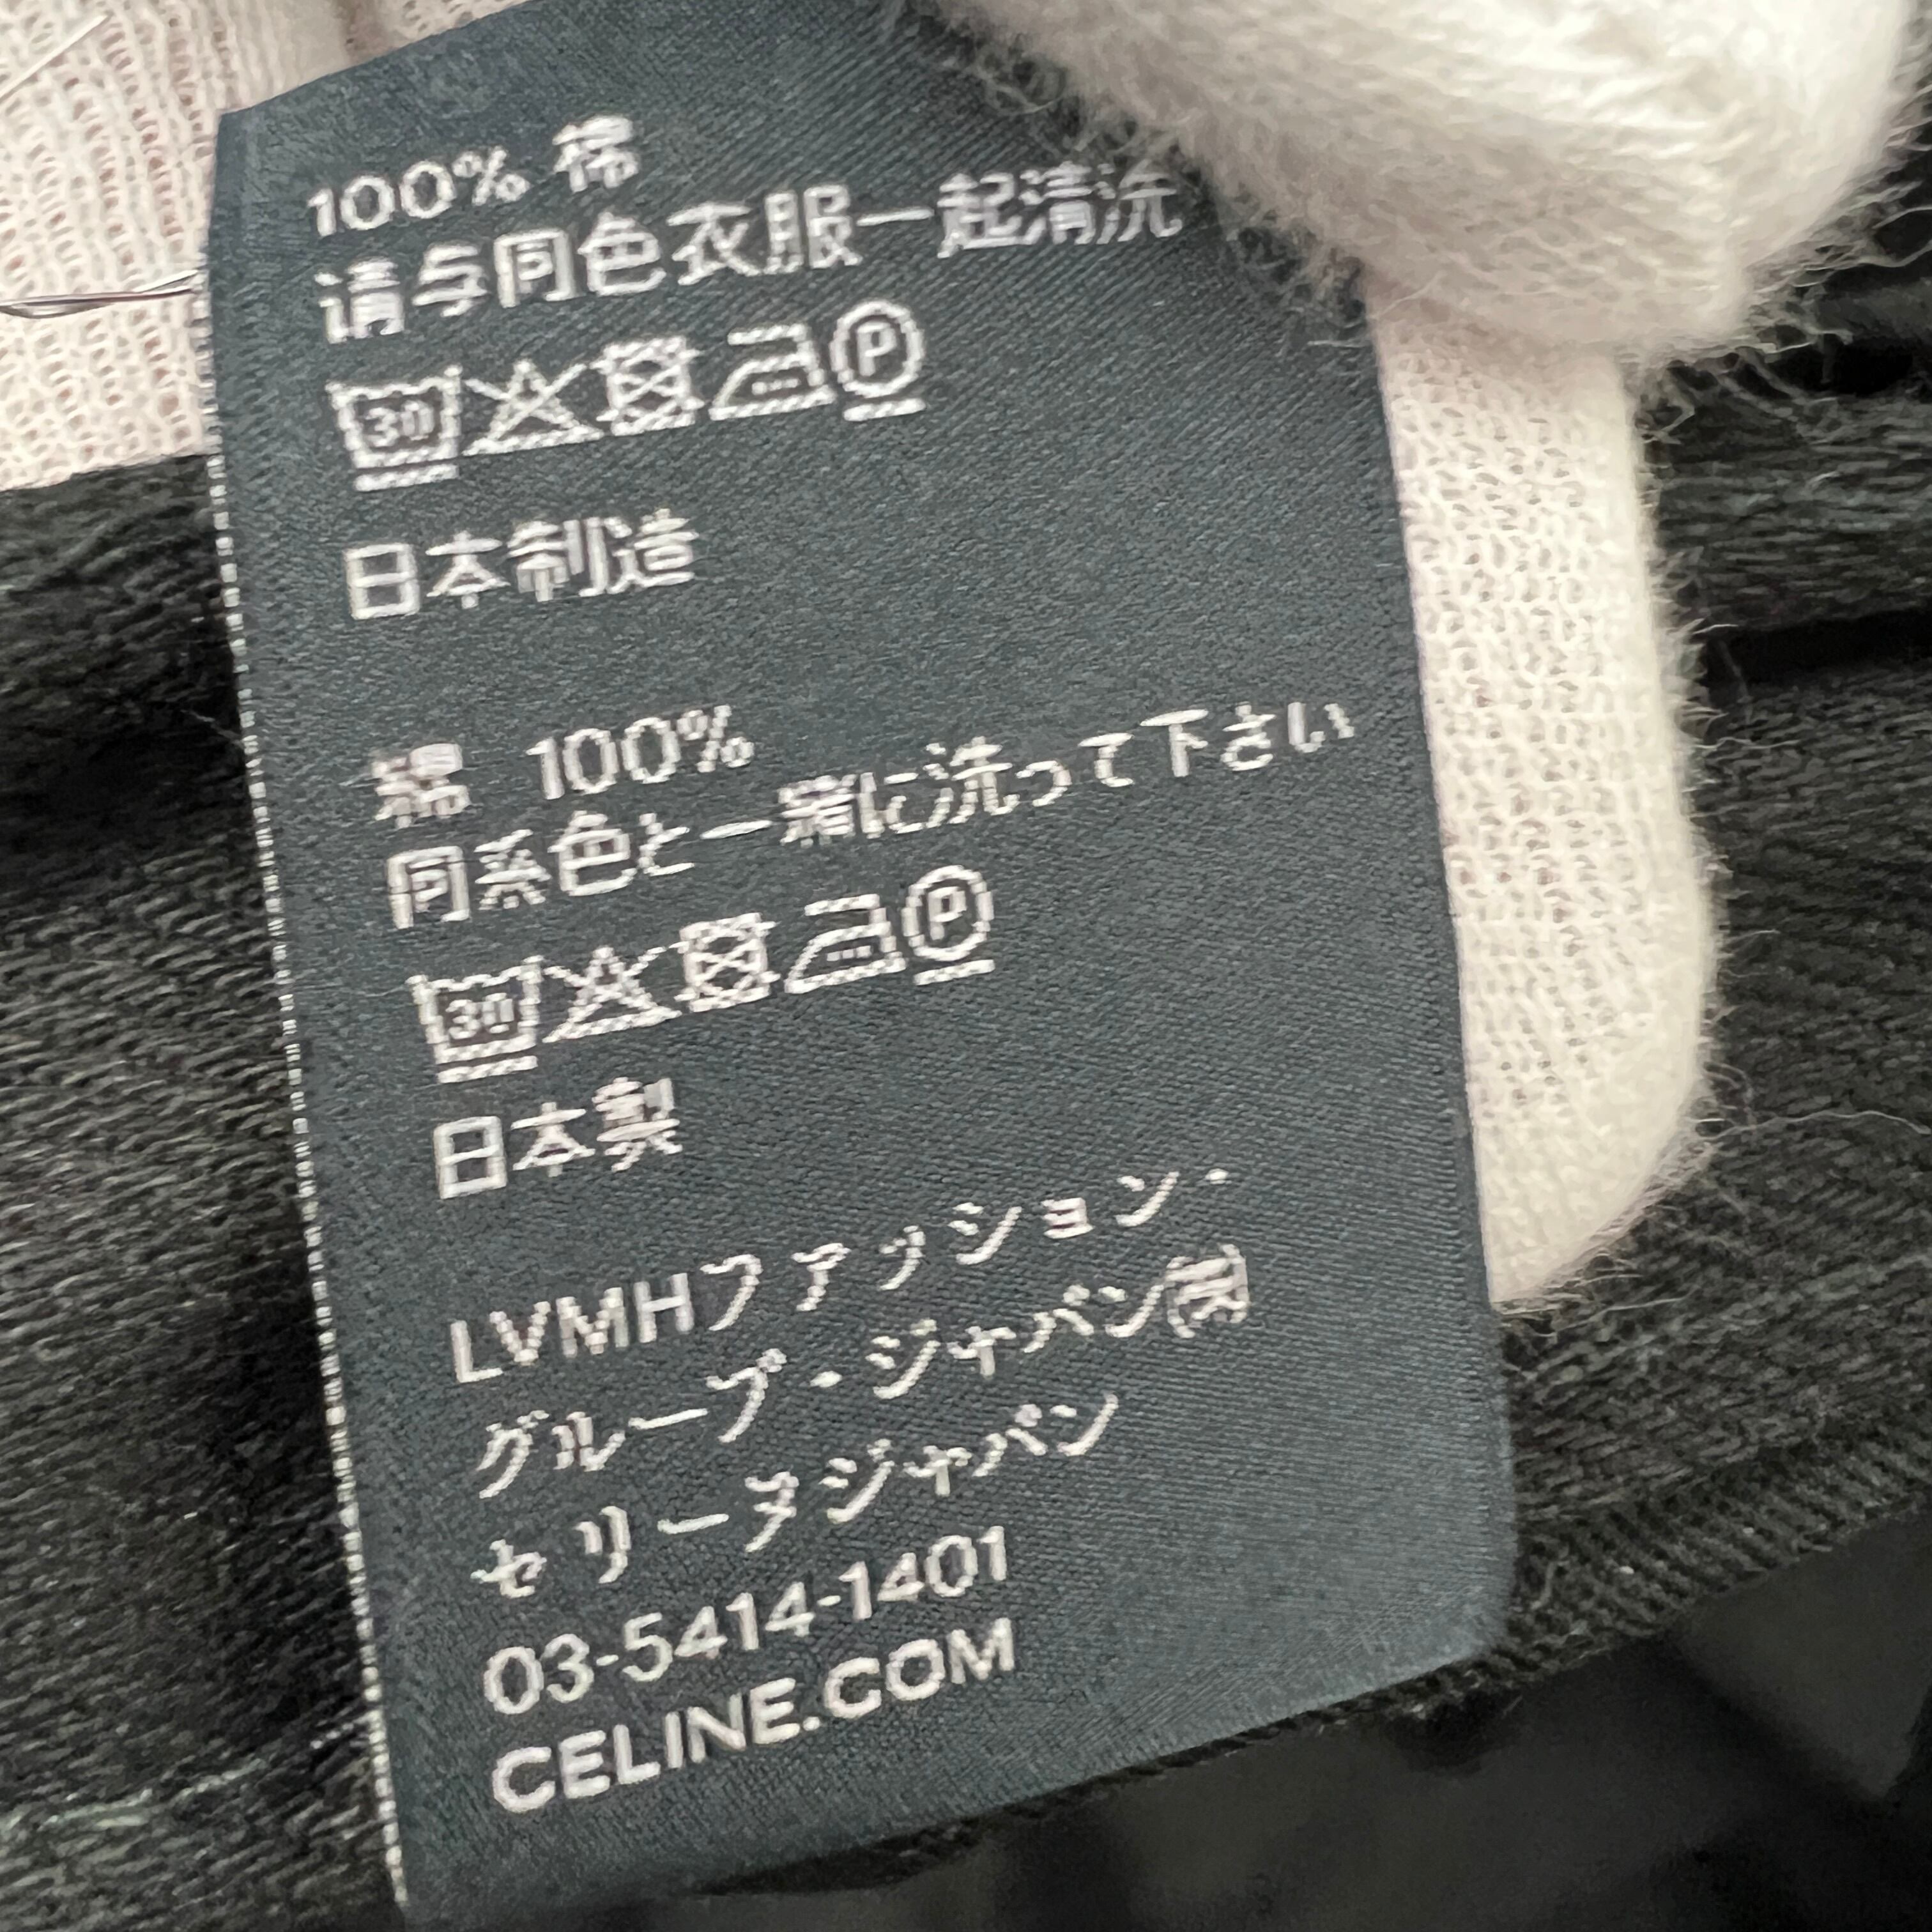 100% 棉
请与同色衣服一起清洗
30 P
日本制造
綿 100%
同系色と一緒に洗って下さい
30 P
日本製
LVMHファッション・
グループ・ジャパン㈱
セリーヌジャパン
03-5414-1401
CELINE.COM